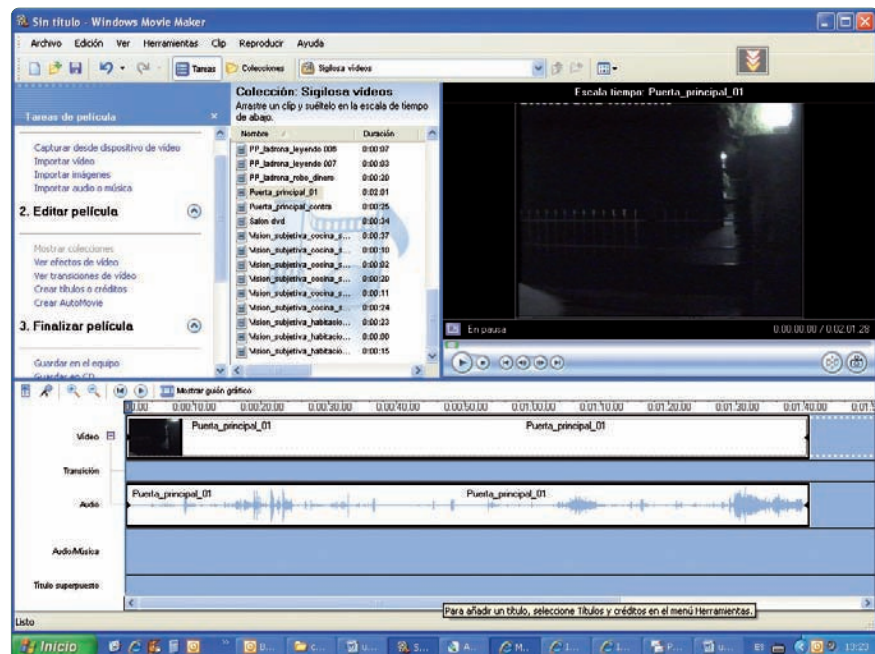 Sin título - Windows Movie Maker
Archivo Edición Ver Herramientas Clip Reproducir Ayuda
Tareas Colecciones Sigilosa vídeos
Tareas de película
Capturar desde dispositivo de vídeo
Importar vídeo
Importar imágenes
Importar audio o música
2. Editar película
Mostrar colecciones
Ver efectos de vídeo
Ver transiciones de vídeo
Crear títulos o créditos
Crear AutoMovie
3. Finalizar película
Guardar en el equipo
Guardar en CD
Colección: Sigilosa vídeos
Arrastre un clip y suéltelo en la escala de tiempo
de abajo.
Nombre Duración
PP_ladrona_leyendo 006 0:00:07
PP_ladrona_leyendo 007 0:00:03
PP_ladrona_robo_dinero 0:00:20
Puerta_principal_01 0:02:01
Puerta_principal_contra 0:00:25
Salon dvd 0:00:34
Vision_subjetiva_cocina_s... 0:00:37
Vision_subjetiva_cocina_s... 0:00:10
Vision_subjetiva_cocina_s... 0:00:02
Vision_subjetiva_cocina_s... 0:00:20
Vision_subjetiva_cocina_s... 0:00:11
Vision_subjetiva_cocina_s... 0:00:24
Vision_subjetiva_habitacio... 0:00:23
Vision_subjetiva_habitacio... 0:00:00
Vision_subjetiva_habitacio... 0:00:15
Escala tiempo: Puerta_principal_01
En pausa 0:00:00.00 / 0:02:01.28
Mostrar guión gráfico
0:00:10.00 0:00:20.00 0:00:30.00 0:00:40.00 0:00:50.00 0:01:00.00 0:01:10.00 0:01:20.00 0:01:30.00 0:01:40.00
Vídeo Puerta_principal_01 Puerta_principal_01
Transición
Audio Puerta_principal_01 Puerta_principal_01
Audio/Música
Título superpuesto
Para añadir un título, seleccione Títulos y créditos en el menú Herramientas.
Listo
Inicio ES 13:23